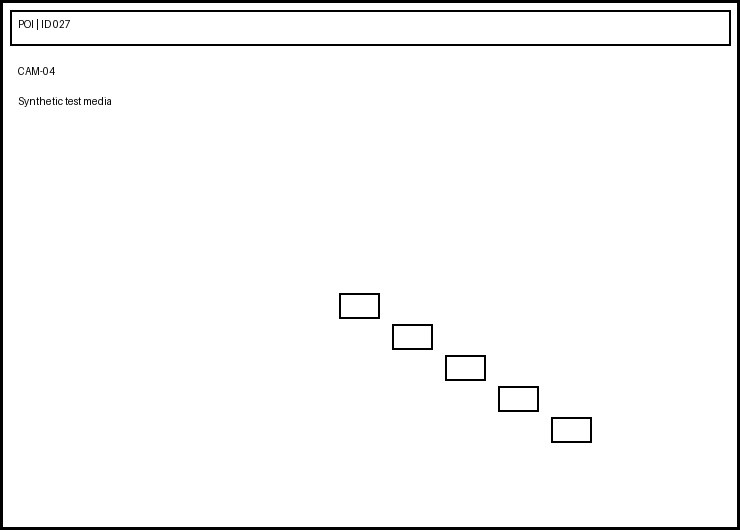 POI | ID 027
CAM-04
Synthetic test media